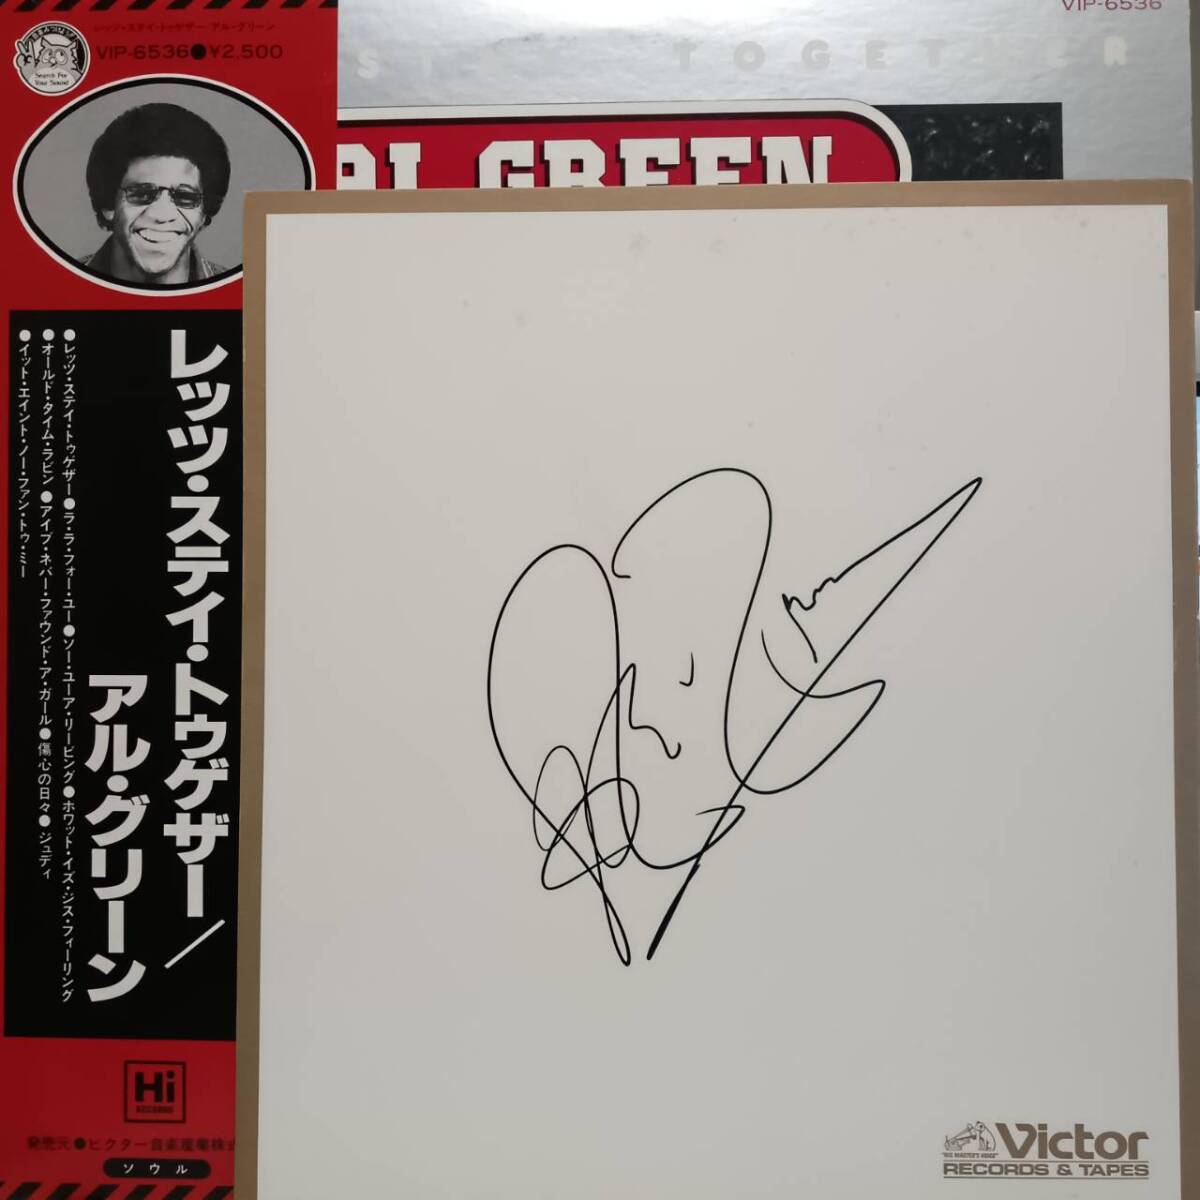 レッツ・ステイ・トゥゲザー/アル・グリーン
VIP-6536●¥2,500
Search For
Your Sound
VIP-6536
TOGETHER
AL GREEN
レッツ・ステイ・トゥゲザー/
アル・グリーン
●レッツ・ステイ・トゥゲザー●ラ・ラ・フォー・ユー●ソー・ユーア・リービング●ホワット・イズ・ジス・フィーリング
●オールド・タイム・ラビン●アイブ・ネバー・ファウンド・ア・ガール●傷心の日々●ジュディ
●イット・エイント・ノー・ファン・トゥ・ミー
Hi
RECORDS
発売元●ビクター音楽産業株式
ソウル
"HIS MASTER'S VOICE"
Victor
RECORDS & TAPES